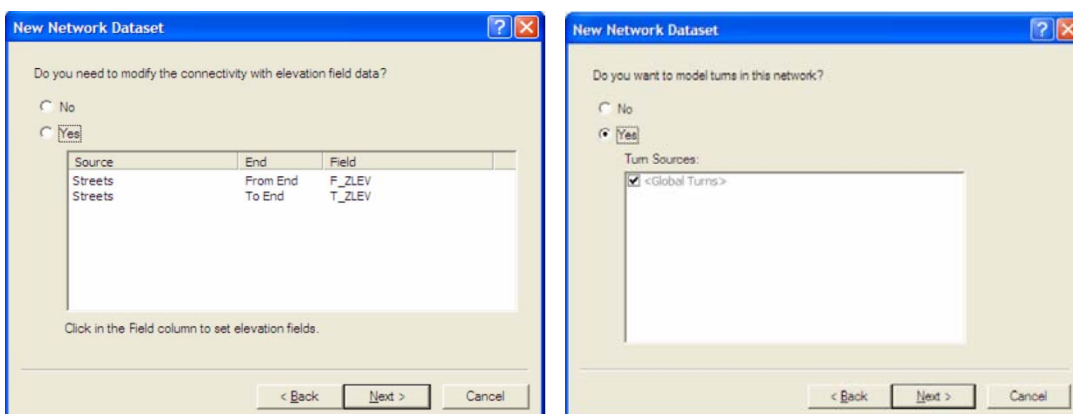 New Network Dataset
Do you need to modify the connectivity with elevation field data?
No
Yes
Source End Field
Streets From End F_ZLEV
Streets To End T_ZLEV
Click in the Field column to set elevation fields.
< Back Next > Cancel
New Network Dataset
Do you want to model turns in this network?
No
Yes
Turn Sources:
<Global Turns>
< Back Next > Cancel